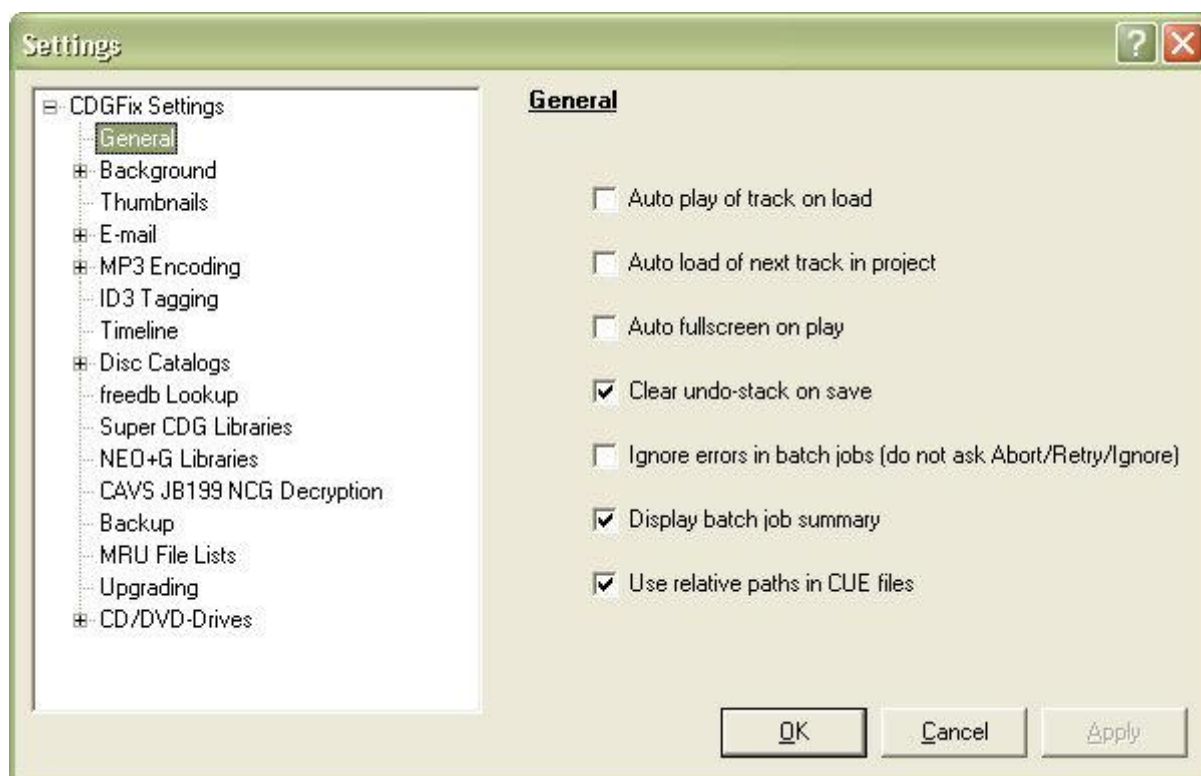 Settings
CDGFix Settings
General
Background
Thumbnails
E-mail
MP3 Encoding
ID3 Tagging
Timeline
Disc Catalogs
freedb Lookup
Super CDG Libraries
NEO+G Libraries
CAVS JB199 NCG Decryption
Backup
MRU File Lists
Upgrading
CD/DVD-Drives
General
Auto play of track on load
Auto load of next track in project
Auto fullscreen on play
Clear undo-stack on save
Ignore errors in batch jobs (do not ask Abort/Retry/Ignore)
Display batch job summary
Use relative paths in CUE files
OK
Cancel
Apply